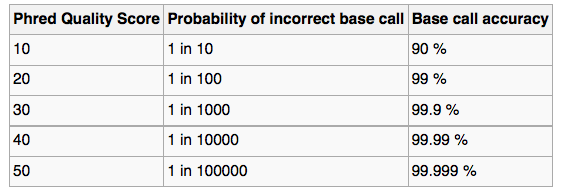 Phred Quality Score Probability of incorrect base call Base call accuracy
10 1 in 10 90 %
20 1 in 100 99 %
30 1 in 1000 99.9 %
40 1 in 10000 99.99 %
50 1 in 100000 99.999 %